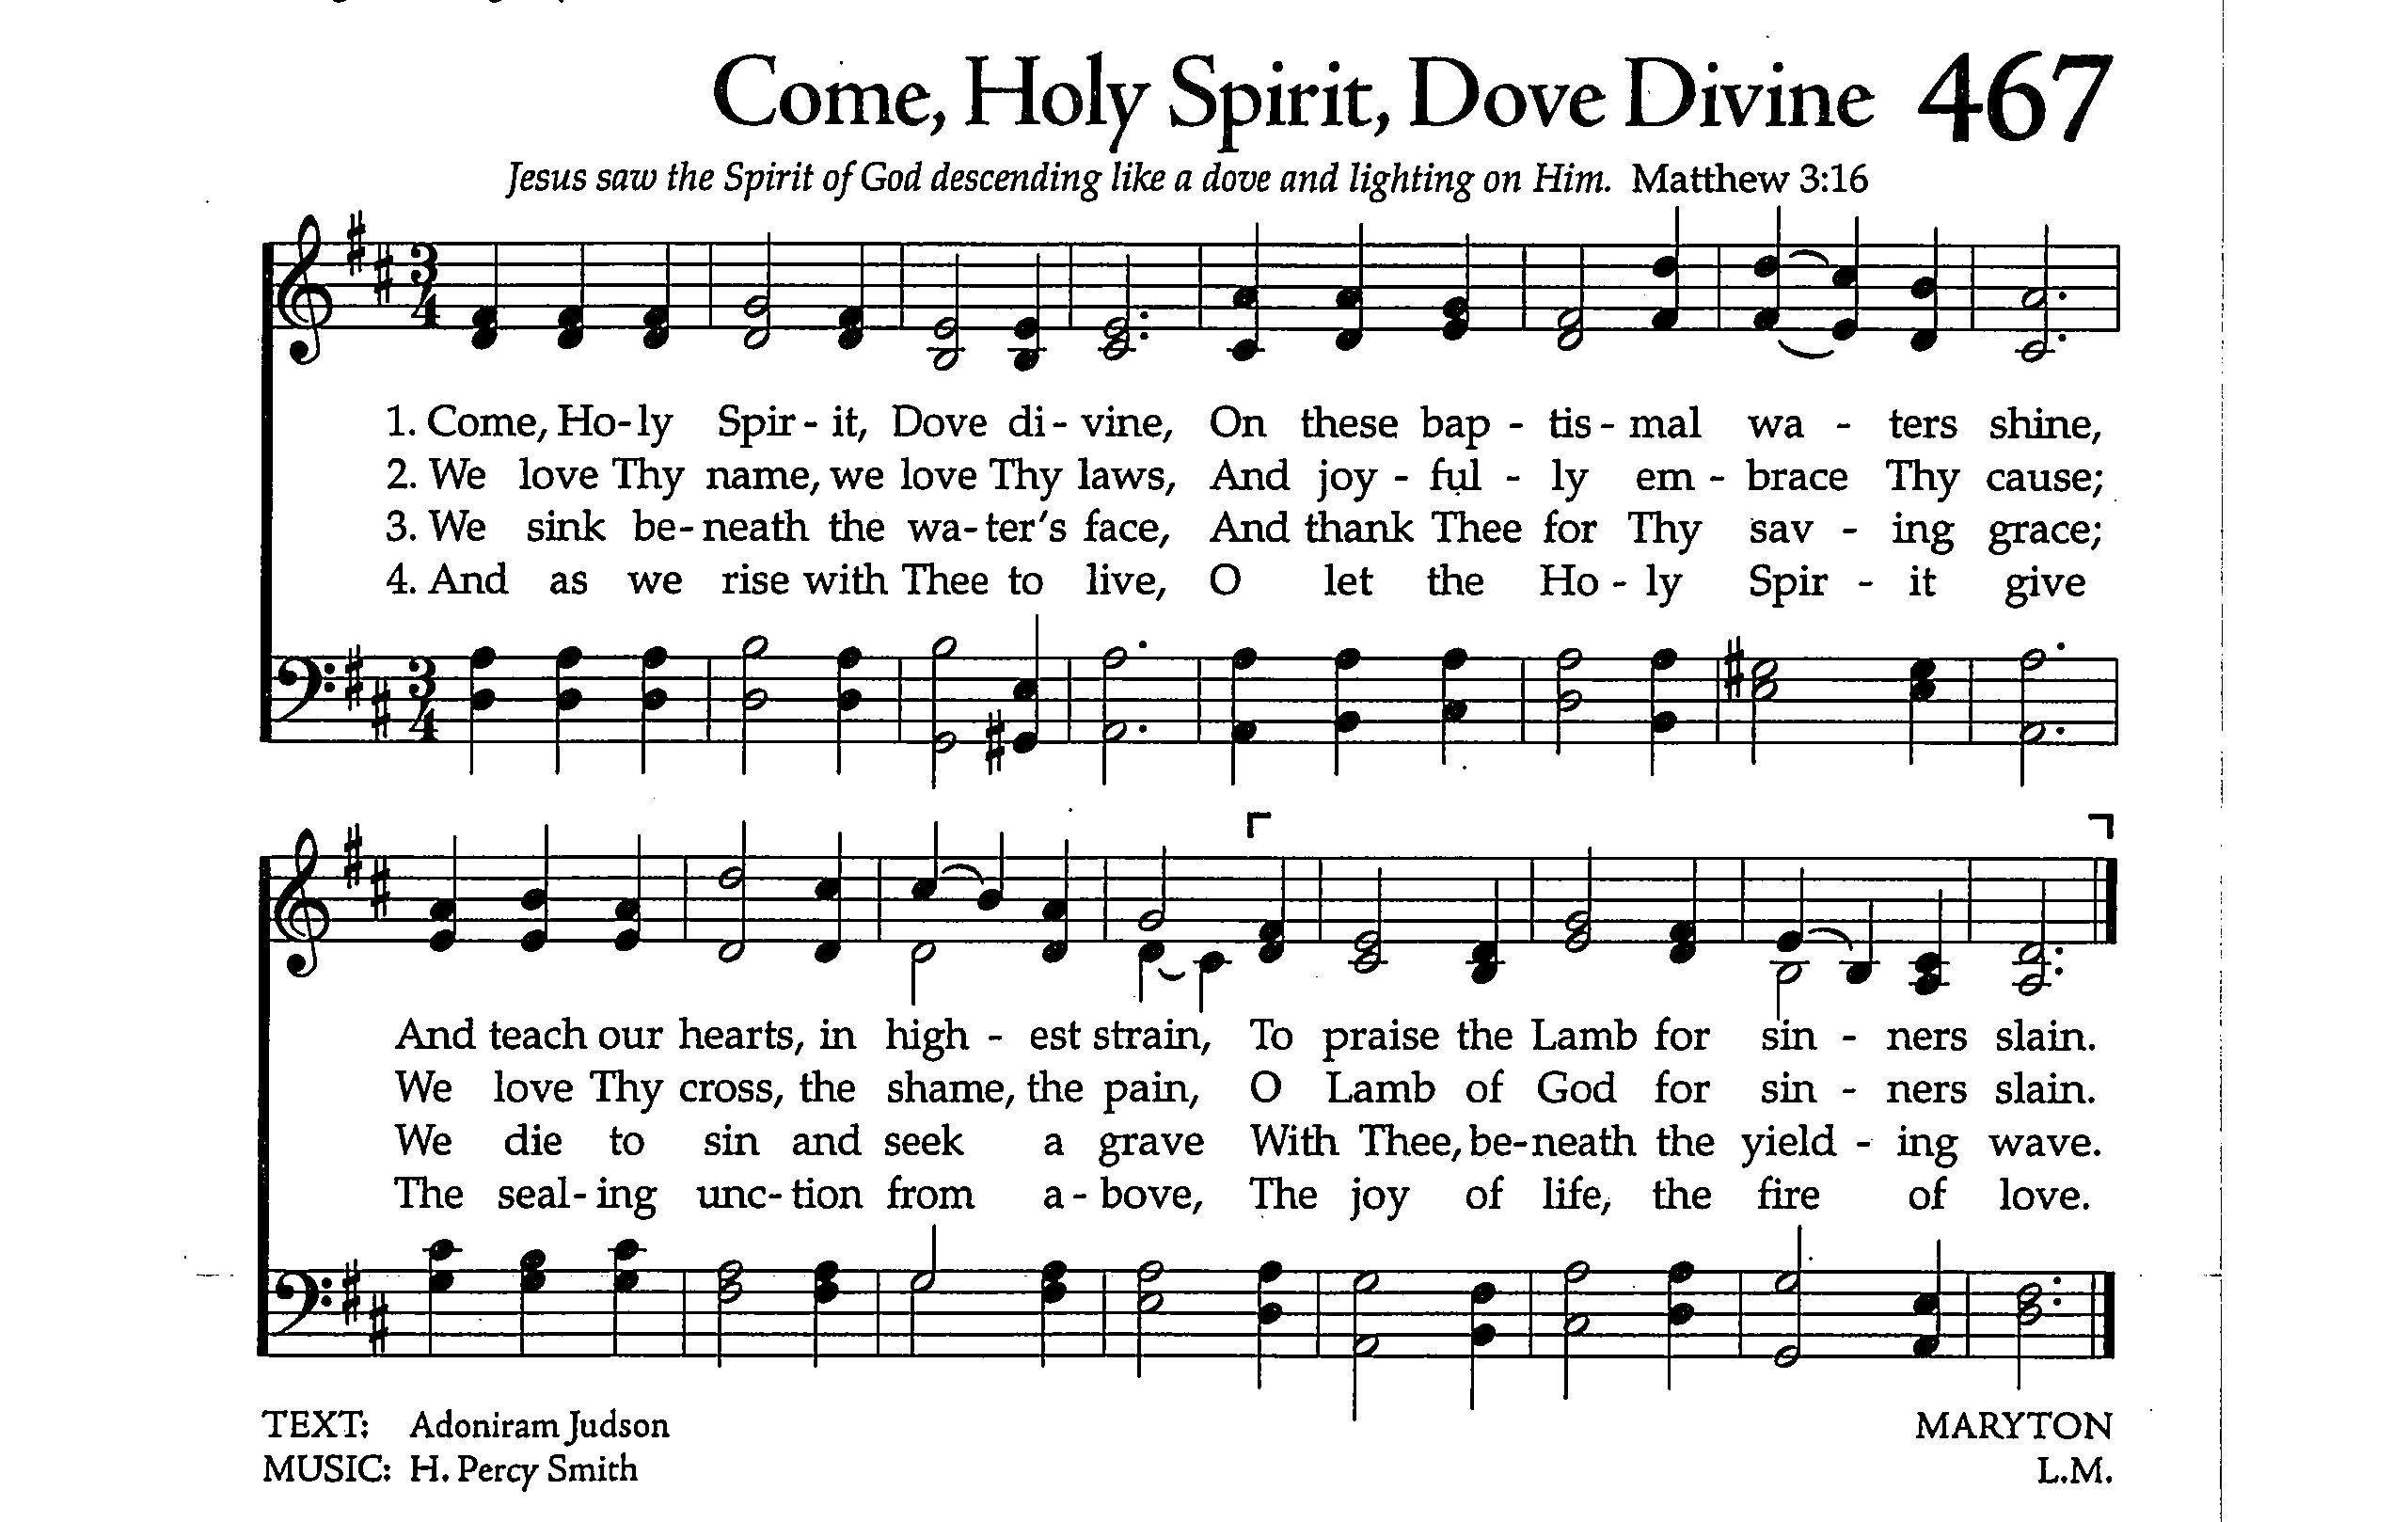 Come, Holy Spirit, Dove Divine 467
Jesus saw the Spirit of God descending like a dove and lighting on Him. Matthew 3:16
1. Come, Ho-ly Spir-it, Dove di-vine, On these bap-tis-mal wa-ters shine,
2. We love Thy name, we love Thy laws, And joy-ful-ly em-brace Thy cause;
3. We sink be-neath the wa-ter's face, And thank Thee for Thy sav-ing grace;
4. And as we rise with Thee to live, O let the Ho-ly Spir-it give
And teach our hearts, in high-est strain, To praise the Lamb for sin-ners slain.
We love Thy cross, the shame, the pain, O Lamb of God for sin-ners slain.
We die to sin and seek a grave With Thee, be-neath the yield-ing wave.
The seal-ing unc-tion from a-bove, The joy of life, the fire of love.
TEXT: Adoniram Judson MARYTON
MUSIC: H. Percy Smith L.M.